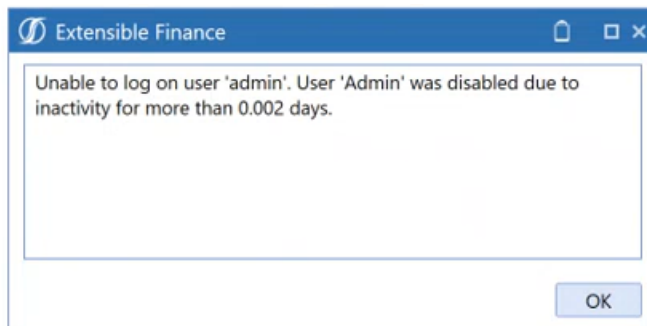 Extensible Finance
Unable to log on user 'admin'. User 'Admin' was disabled due to
inactivity for more than 0.002 days.
OK